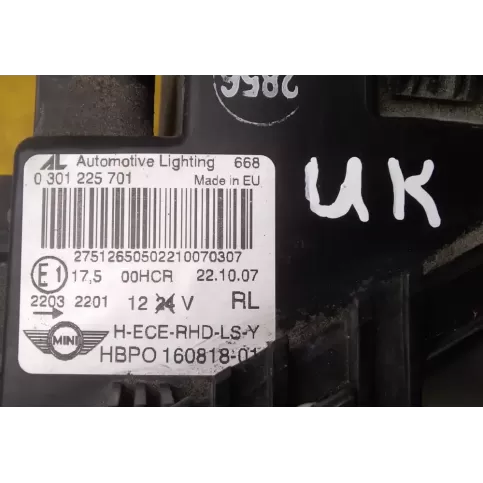 2856
AL Automotive Lighting 668
0 301 225 701 Made in EU
27512650502210070307
E1 17,5 00HCR 22.10.07
2203 2201 12 24 V RL
MINI H-ECE-RHD-LS-Y
HBPO 160818-01
UK